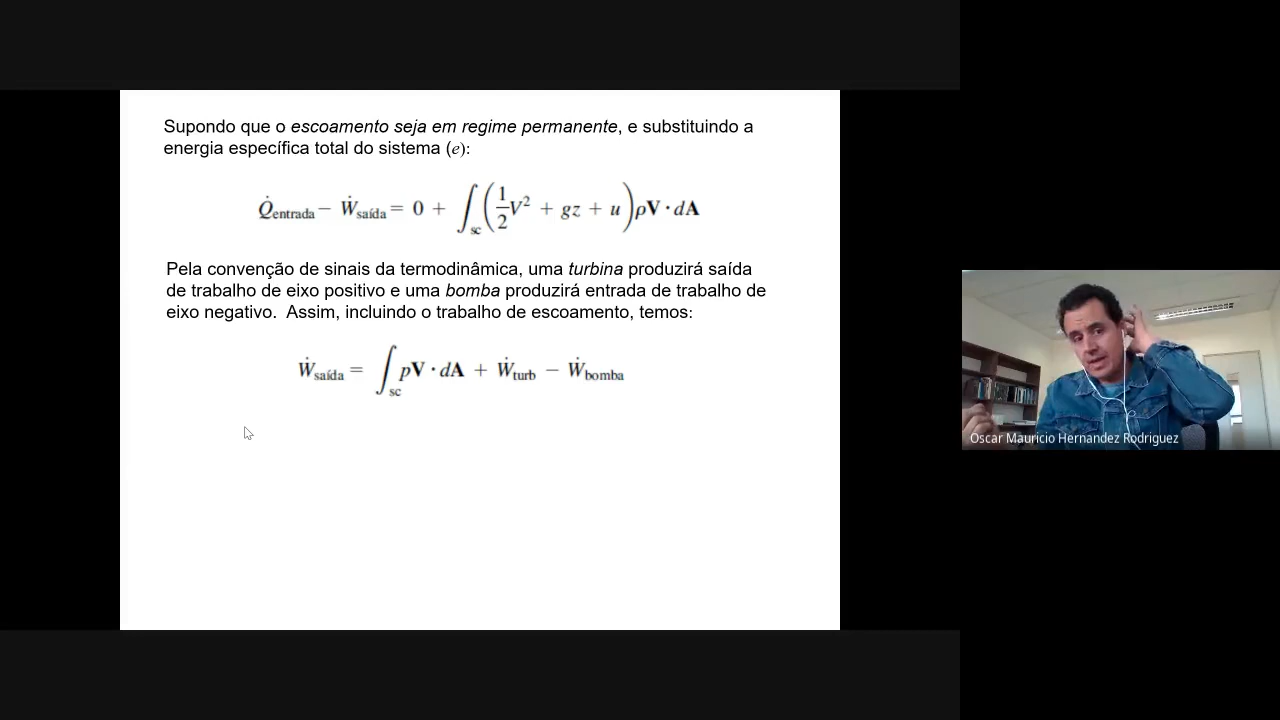 Supondo que o escoamento seja em regime permanente, e substituindo a
energia específica total do sistema (e):
Q̇entrada − Ẇsaída = 0 + ∫sc (1/2 V² + gz + u) ρV · dA
Pela convenção de sinais da termodinâmica, uma turbina produzirá saída
de trabalho de eixo positivo e uma bomba produzirá entrada de trabalho de
eixo negativo. Assim, incluindo o trabalho de escoamento, temos:
Ẇsaída = ∫sc pV · dA + Ẇturb − Ẇbomba
Oscar Mauricio Hernandez Rodriguez